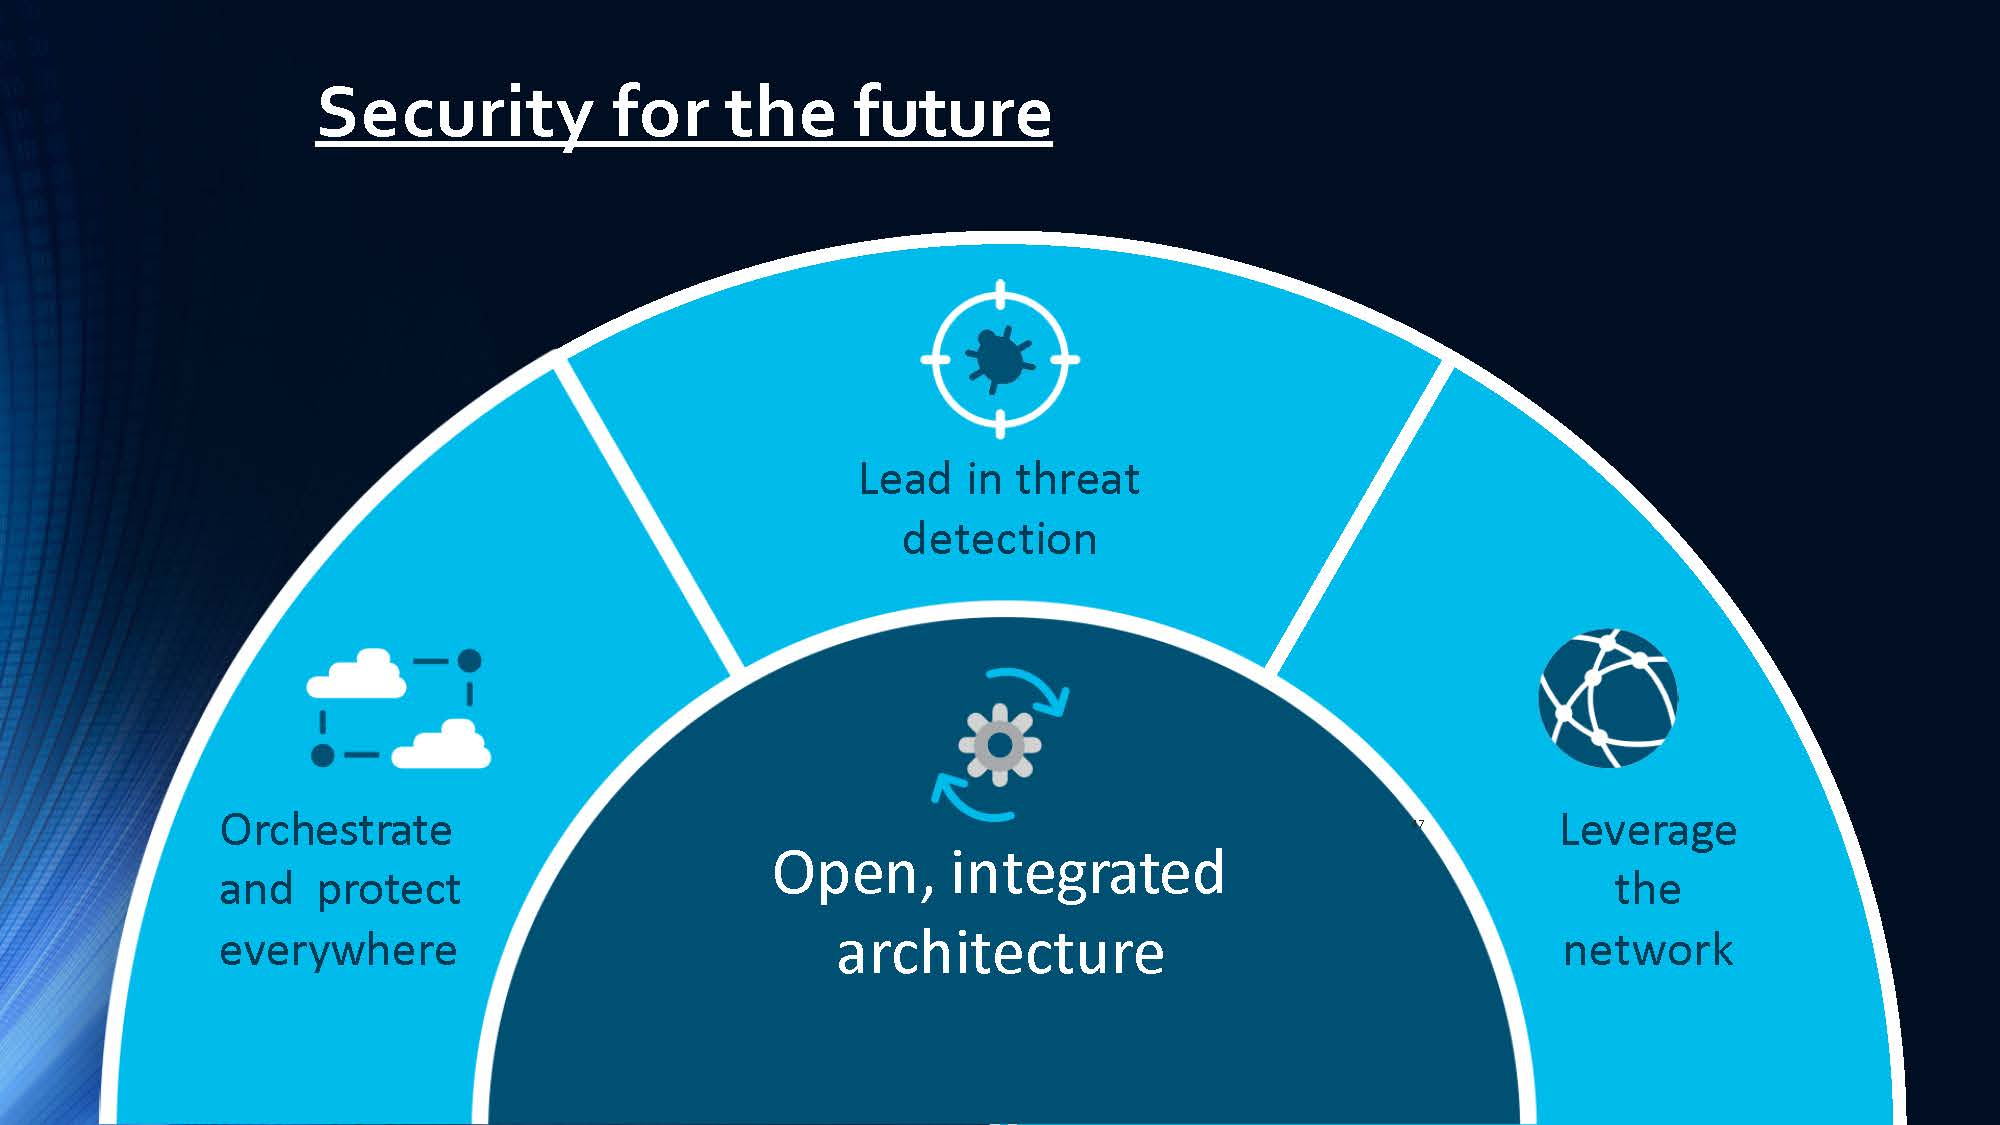 Security for the future
Lead in threat
detection
Orchestrate
and protect
everywhere
Open, integrated
architecture
Leverage
the
network